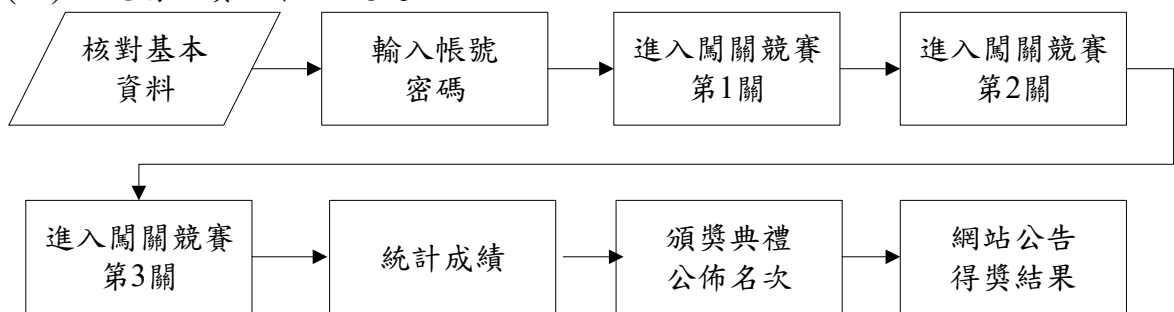 核對基本
資料
輸入帳號
密碼
進入闖關競賽
第1關
進入闖關競賽
第2關
進入闖關競賽
第3關
統計成績
頒獎典禮
公佈名次
網站公告
得獎結果